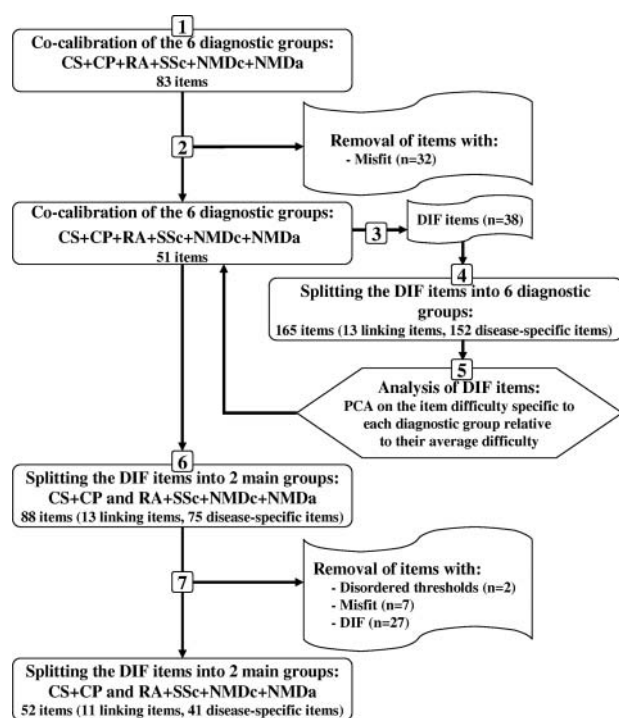 1
Co-calibration of the 6 diagnostic groups:
CS+CP+RA+SSc+NMDc+NMDa
83 items
2
Removal of items with:
- Misfit (n=32)
Co-calibration of the 6 diagnostic groups:
CS+CP+RA+SSc+NMDc+NMDa
51 items
3
DIF items (n=38)
4
Splitting the DIF items into 6 diagnostic
groups:
165 items (13 linking items, 152 disease-specific items)
5
Analysis of DIF items:
PCA on the item difficulty specific to
each diagnostic group relative
to their average difficulty
6
Splitting the DIF items into 2 main groups:
CS+CP and RA+SSc+NMDc+NMDa
88 items (13 linking items, 75 disease-specific items)
7
Removal of items with:
- Disordered thresholds (n=2)
- Misfit (n=7)
- DIF (n=27)
Splitting the DIF items into 2 main groups:
CS+CP and RA+SSc+NMDc+NMDa
52 items (11 linking items, 41 disease-specific items)